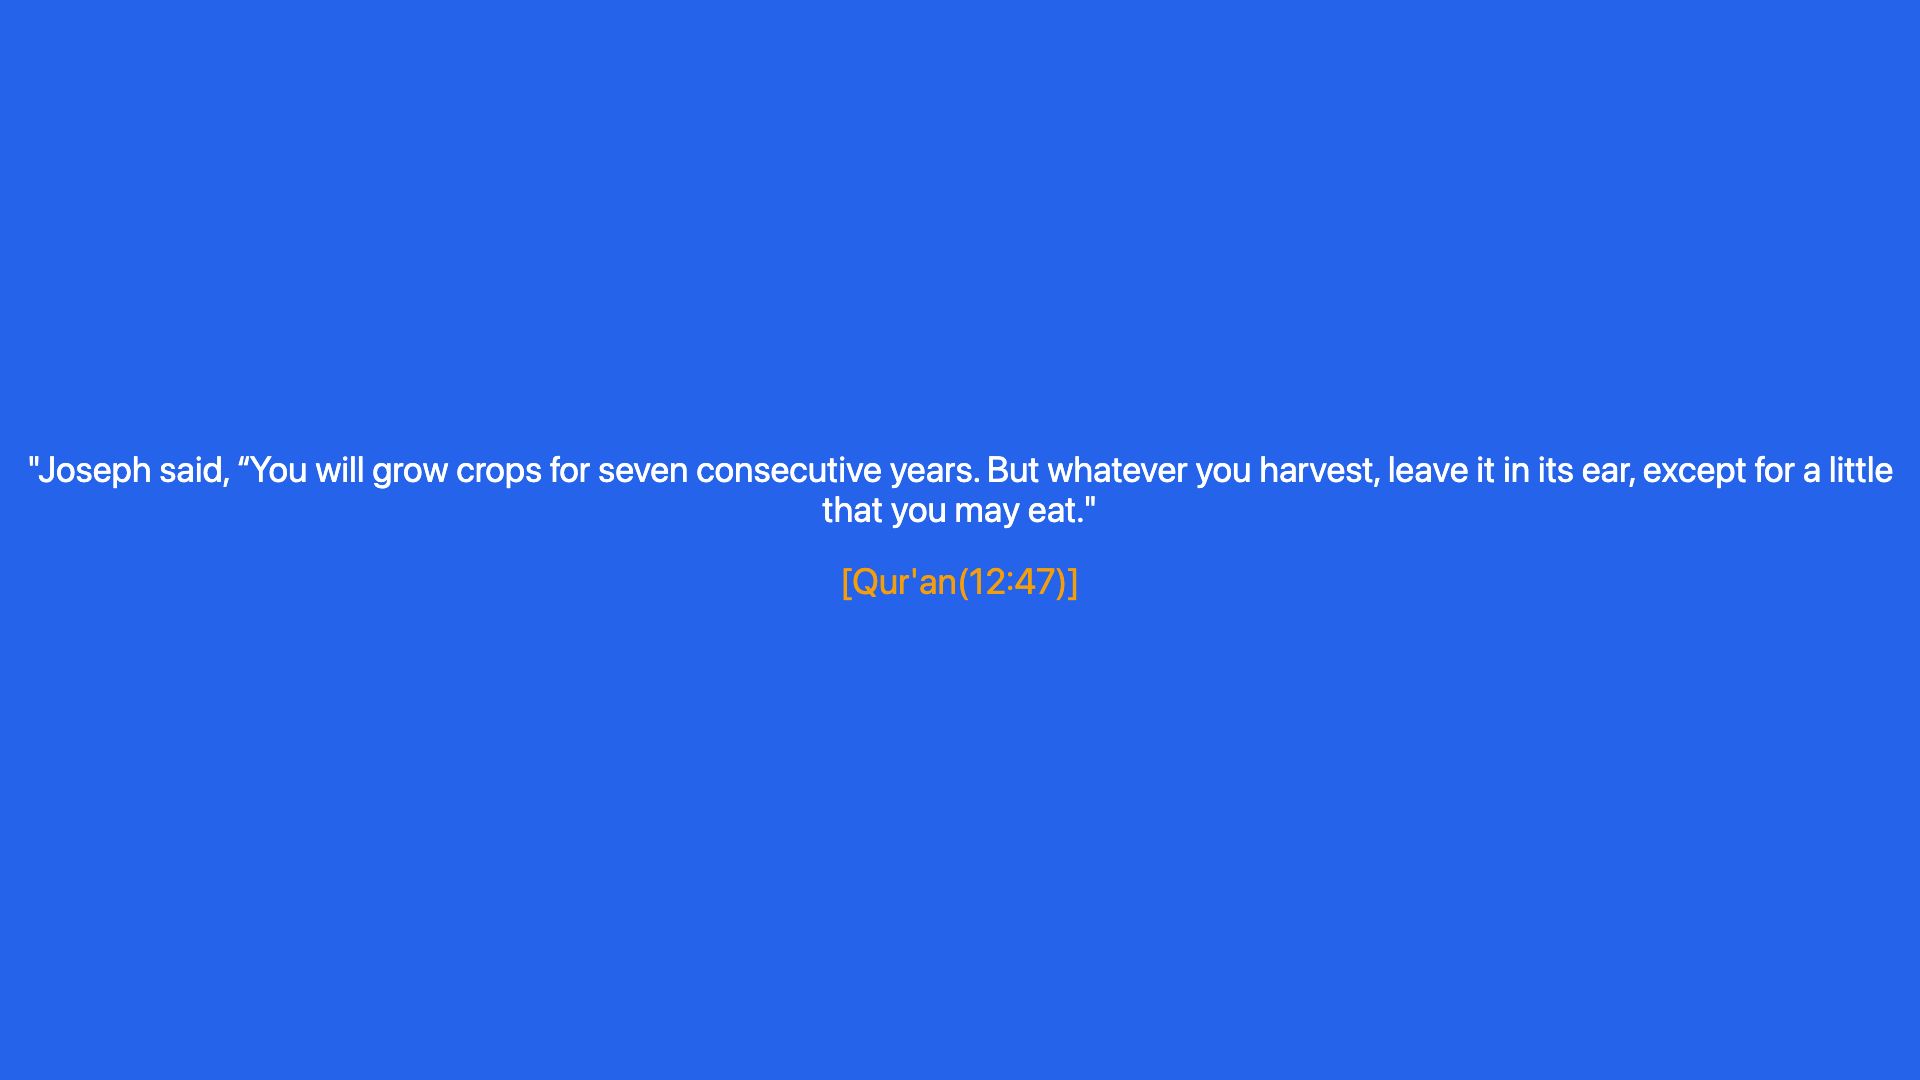 "Joseph said, “You will grow crops for seven consecutive years. But whatever you harvest, leave it in its ear, except for a little
that you may eat."
[Qur'an(12:47)]